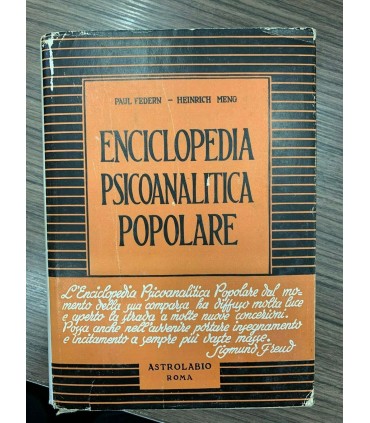 PAUL FEDERN - HEINRICH MENG
ENCICLOPEDIA
PSICOANALITICA
POPOLARE
L'Enciclopedia Psicoanalitica Popolare dal mo-
mento della sua comparsa ha diffuso molta luce
e aperto la strada a molte nuove concezioni.
Possa anche nell'avvenire portare insegnamento
e incitamento a sempre più vaste masse.
Sigmund Freud
ASTROLABIO
ROMA